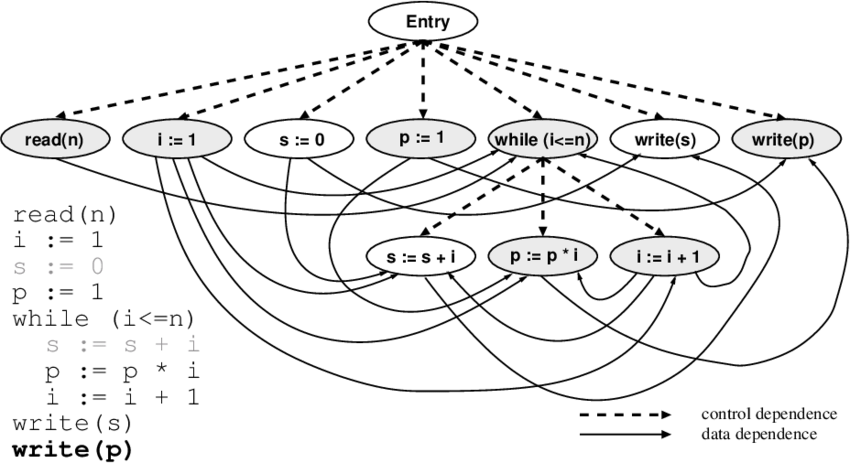 Entry
read(n)
i := 1
s := 0
p := 1
while (i<=n)
write(s)
write(p)
s := s + i
p := p * i
i := i + 1
read(n)
i := 1
s := 0
p := 1
while (i<=n)
s := s + i
p := p * i
i := i + 1
write(s)
write(p)
control dependence
data dependence